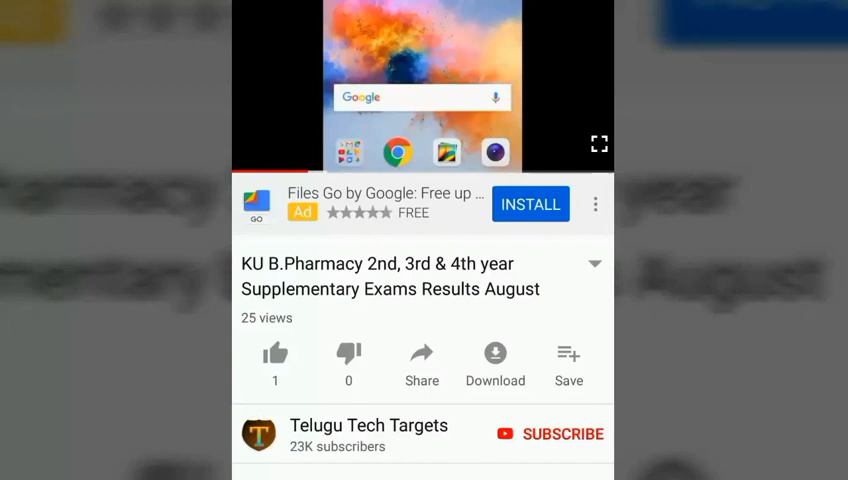 Google
GO
Files Go by Google: Free up ...
Ad
FREE
INSTALL
KU B.Pharmacy 2nd, 3rd & 4th year
Supplementary Exams Results August
25 views
1
0
Share
Download
Save
T
Telugu Tech Targets
23K subscribers
SUBSCRIBE